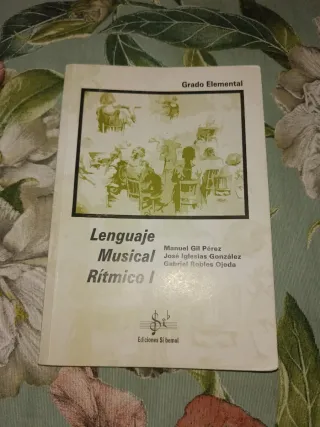 Grado Elemental
Lenguaje
Musical
Rítmico I
Manuel Gil Pérez
José Iglesias González
Gabriel Robles Ojeda
Ediciones Si bemol